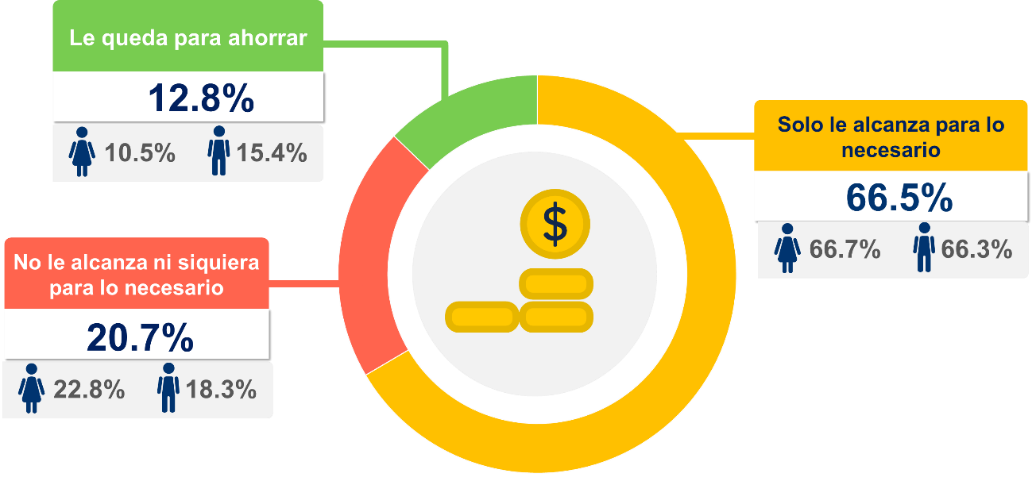 Le queda para ahorrar
12.8%
10.5% 15.4%
Solo le alcanza para lo
necesario
66.5%
66.7% 66.3%
No le alcanza ni siquiera
para lo necesario
20.7%
22.8% 18.3%
$